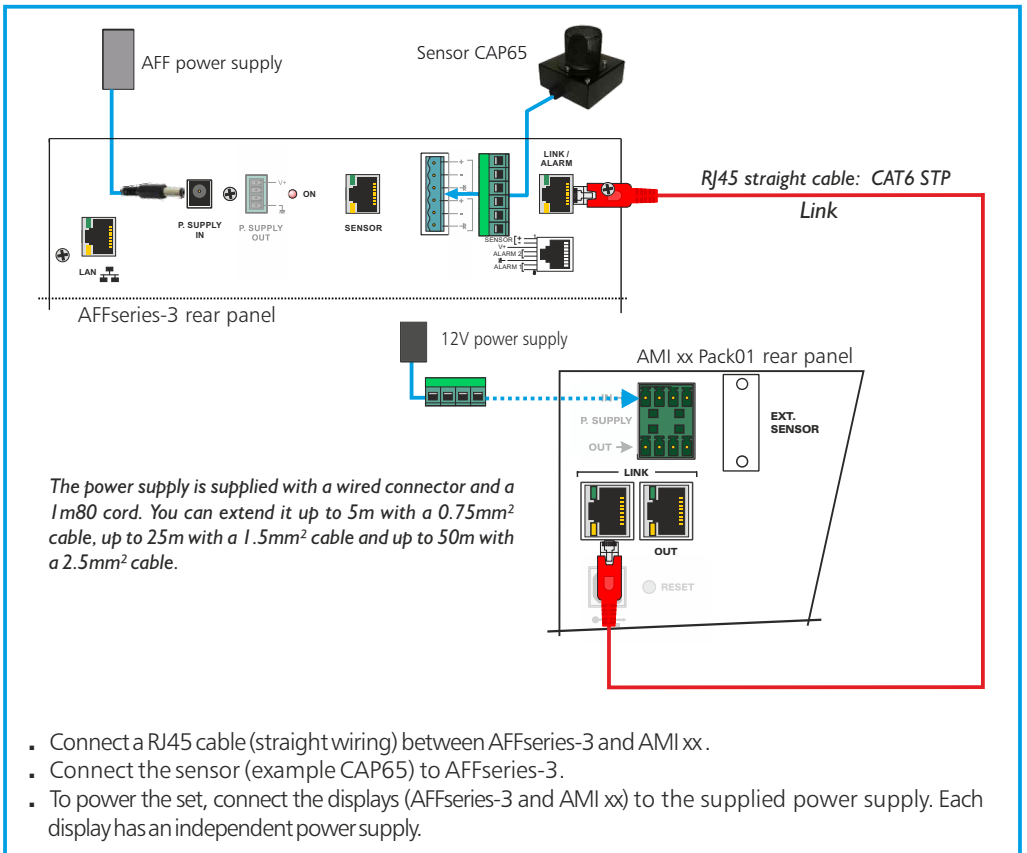 AFF power supply
Sensor CAP65
LINK /
ALARM
RJ45 straight cable: CAT6 STP
Link
P. SUPPLY
IN
V+
ON
P. SUPPLY
OUT
SENSOR
+
-
+
-
SENSOR [+
-
1
V+
ALARM 2
ALARM 1
8
LAN
AFFseries-3 rear panel
12V power supply
AMI xx Pack01 rear panel
IN
P. SUPPLY
OUT
EXT.
SENSOR
LINK
OUT
RESET
The power supply is supplied with a wired connector and a
1m80 cord. You can extend it up to 5m with a 0.75mm²
cable, up to 25m with a 1.5mm² cable and up to 50m with
a 2.5mm² cable.
. Connect a RJ45 cable (straight wiring) between AFFseries-3 and AMI xx .
. Connect the sensor (example CAP65) to AFFseries-3.
. To power the set, connect the displays (AFFseries-3 and AMI xx) to the supplied power supply. Each
display has an independent power supply.